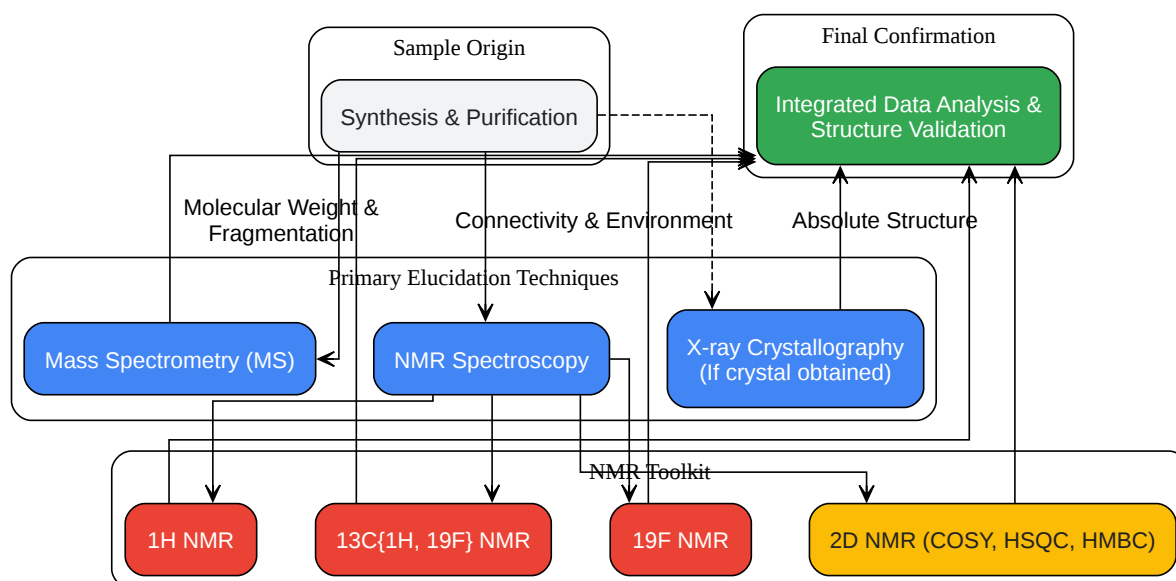 Sample Origin
Final Confirmation
Synthesis & Purification
Integrated Data Analysis &
Structure Validation
Molecular Weight &
Fragmentation
Connectivity & Environment
Absolute Structure
Primary Elucidation Techniques
Mass Spectrometry (MS)
NMR Spectroscopy
X-ray Crystallography
(If crystal obtained)
NMR Toolkit
1H NMR
13C{1H, 19F} NMR
19F NMR
2D NMR (COSY, HSQC, HMBC)